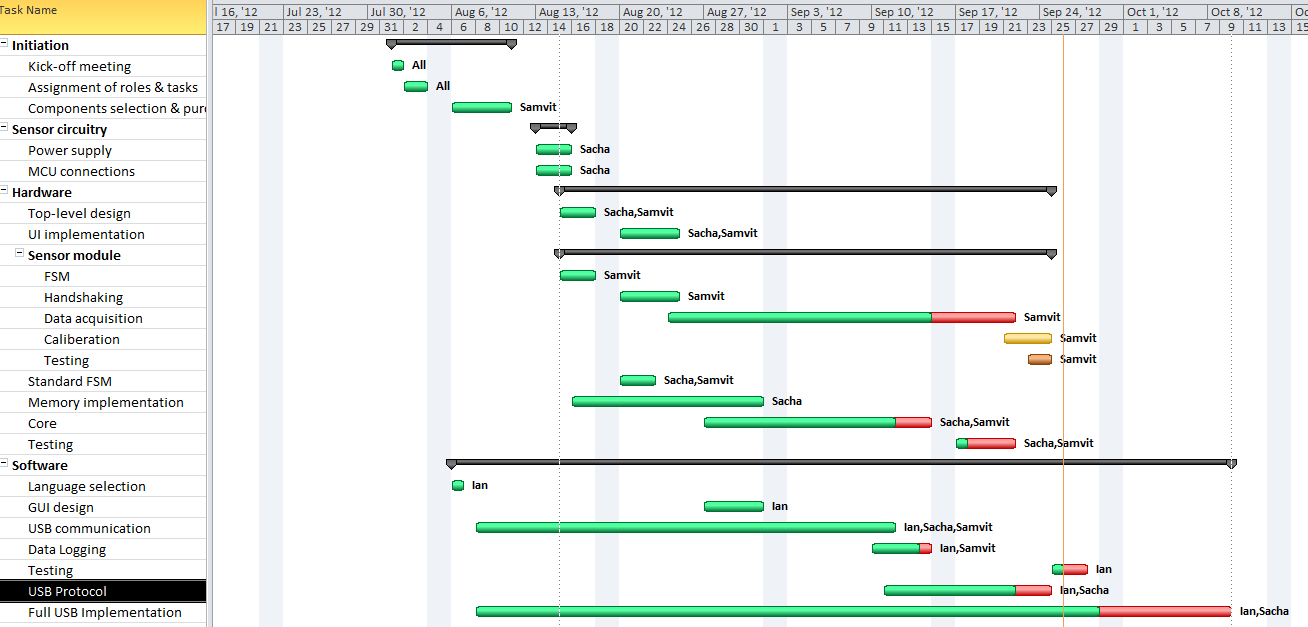 Task Name
l 16, '12 Jul 23, '12 Jul 30, '12 Aug 6, '12 Aug 13, '12 Aug 20, '12 Aug 27, '12 Sep 3, '12 Sep 10, '12 Sep 17, '12 Sep 24, '12 Oct 1, '12 Oct 8, '12 Oc
17 19 21 23 25 27 29 31 2 4 6 8 10 12 14 16 18 20 22 24 26 28 30 1 3 5 7 9 11 13 15 17 19 21 23 25 27 29 1 3 5 7 9 11 13 15
Initiation
Kick-off meeting All
Assignment of roles & tasks All
Components selection & pur Samvit
Sensor circuitry
Power supply Sacha
MCU connections Sacha
Hardware
Top-level design Sacha,Samvit
UI implementation Sacha,Samvit
Sensor module
FSM Samvit
Handshaking Samvit
Data acquisition Samvit
Caliberation Samvit
Testing Samvit
Standard FSM Sacha,Samvit
Memory implementation Sacha
Core Sacha,Samvit
Testing Sacha,Samvit
Software
Language selection Ian
GUI design Ian
USB communication Ian,Sacha,Samvit
Data Logging Ian,Samvit
Testing Ian
USB Protocol Ian,Sacha
Full USB Implementation Ian,Sacha